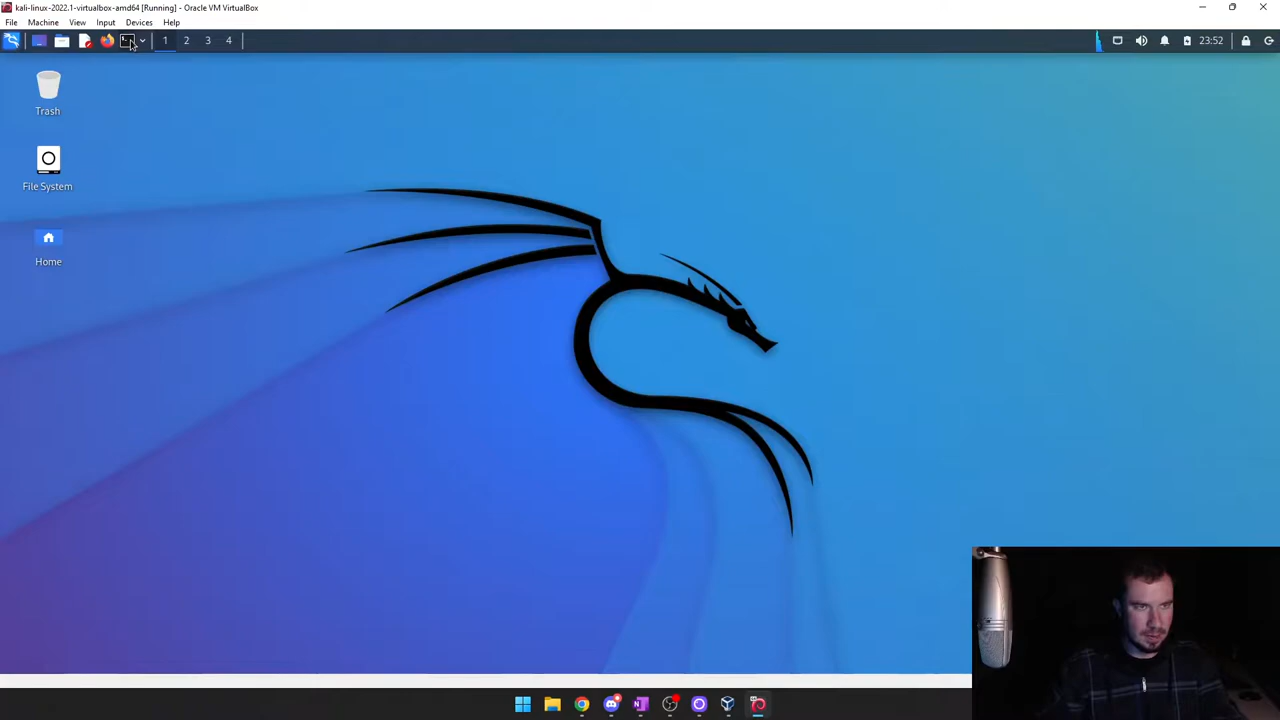 kali-linux-2022.1-virtualbox-amd64 [Running] - Oracle VM VirtualBox
File Machine View Input Devices Help
1 2 3 4 23:52
Trash
File System
Home